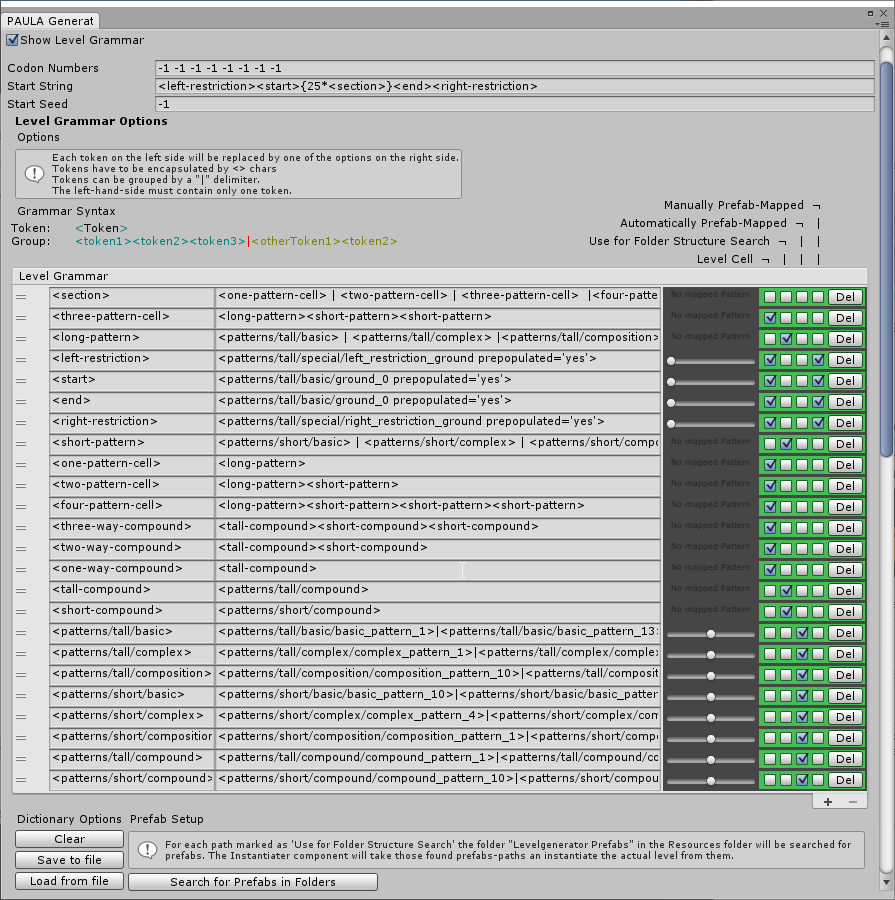 PAULA Generat
Show Level Grammar
Codon Numbers -1 -1 -1 -1 -1 -1 -1 -1
Start String <left-restriction><start>{25*<section>}<end><right-restriction>
Start Seed -1
Level Grammar Options
Options
Each token on the left side will be replaced by one of the options on the right side.
Tokens have to be encapsulated by <> chars
Tokens can be grouped by a "|" delimiter.
The left-hand-side must contain only one token.
Manually Prefab-Mapped ¬
Grammar Syntax
Automatically Prefab-Mapped ¬ |
Token: <Token>
Group: <token1><token2><token3>|<otherToken1><token2>
Use for Folder Structure Search ¬ | |
Level Cell ¬ | | |
Level Grammar
<section> <one-pattern-cell> | <two-pattern-cell> | <three-pattern-cell> |<four-patte No mapped Pattern Del
<three-pattern-cell> <long-pattern><short-pattern><short-pattern> No mapped Pattern Del
<long-pattern> <patterns/tall/basic> | <patterns/tall/complex> |<patterns/tall/composition> No mapped Pattern Del
<left-restriction> <patterns/tall/special/left_restriction_ground prepopulated='yes'> Del
<start> <patterns/tall/basic/ground_0 prepopulated='yes'> Del
<end> <patterns/tall/basic/ground_0 prepopulated='yes'> Del
<right-restriction> <patterns/tall/special/right_restriction_ground prepopulated='yes'> Del
<short-pattern> <patterns/short/basic> | <patterns/short/complex> | <patterns/short/compo No mapped Pattern Del
<one-pattern-cell> <long-pattern> No mapped Pattern Del
<two-pattern-cell> <long-pattern><short-pattern> No mapped Pattern Del
<four-pattern-cell> <long-pattern><short-pattern><short-pattern><short-pattern> No mapped Pattern Del
<three-way-compound> <tall-compound><short-compound><short-compound> No mapped Pattern Del
<two-way-compound> <tall-compound><short-compound> No mapped Pattern Del
<one-way-compound> <tall-compound> No mapped Pattern Del
<tall-compound> <patterns/tall/compound> No mapped Pattern Del
<short-compound> <patterns/short/compound> No mapped Pattern Del
<patterns/tall/basic> <patterns/tall/basic/basic_pattern_1>|<patterns/tall/basic/basic_pattern_13 Del
<patterns/tall/complex> <patterns/tall/complex/complex_pattern_1>|<patterns/tall/complex/comple Del
<patterns/tall/composition> <patterns/tall/composition/composition_pattern_10>|<patterns/tall/composit Del
<patterns/short/basic> <patterns/short/basic/basic_pattern_10>|<patterns/short/basic/basic_patter Del
<patterns/short/complex> <patterns/short/complex/complex_pattern_4>|<patterns/short/complex/com Del
<patterns/short/composition <patterns/short/composition/composition_pattern_1>|<patterns/short/comp Del
<patterns/tall/compound> <patterns/tall/compound/compound_pattern_1>|<patterns/tall/compound/co Del
<patterns/short/compound> <patterns/short/compound/compound_pattern_10>|<patterns/short/compou Del
+ −
Dictionary Options Prefab Setup
Clear
Save to file
Load from file
For each path marked as 'Use for Folder Structure Search' the folder "Levelgenerator Prefabs" in the Resources folder will be searched for
prefabs. The Instantiater component will take those found prefabs-paths an instantiate the actual level from them.
Search for Prefabs in Folders